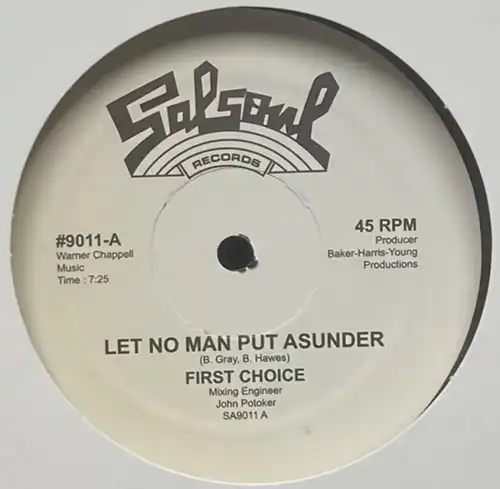 Salsoul
RECORDS
#9011-A
Warner Chappell
Music
Time : 7:25
45 RPM
Producer
Baker-Harris-Young
Productions
LET NO MAN PUT ASUNDER
(B. Gray, B. Hawes)
FIRST CHOICE
Mixing Engineer
John Potoker
SA9011 A